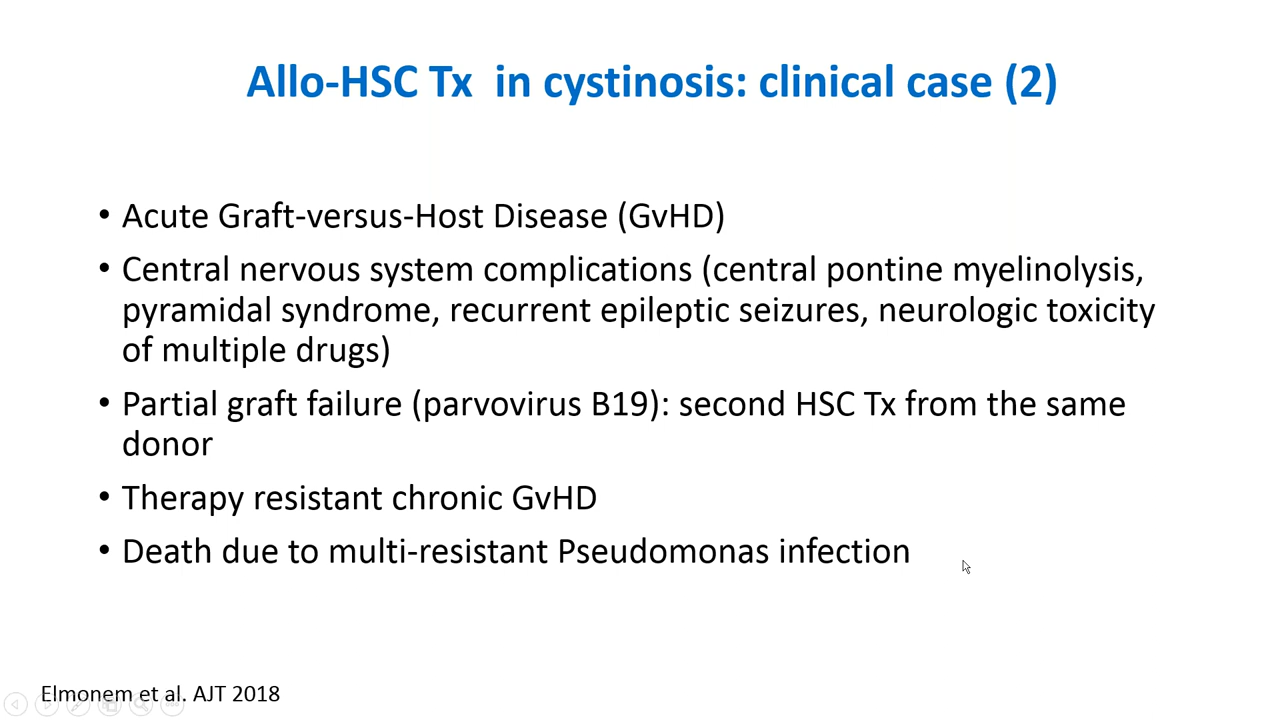 Allo-HSC Tx in cystinosis: clinical case (2)
• Acute Graft-versus-Host Disease (GvHD)
• Central nervous system complications (central pontine myelinolysis,
pyramidal syndrome, recurrent epileptic seizures, neurologic toxicity
of multiple drugs)
• Partial graft failure (parvovirus B19): second HSC Tx from the same
donor
• Therapy resistant chronic GvHD
• Death due to multi-resistant Pseudomonas infection
Elmonem et al. AJT 2018